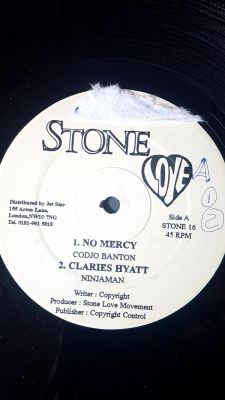 STONE
LOVE
A
1
2
Distributed by Jet Star
155 Acton Lane,
London,NW10 7NG
Tel. 0181-961 5818
Side A
STONE 16
45 RPM
1. NO MERCY
CODJO BANTON
2. CLARIES HYATT
NINJAMAN
Writer : Copyright
Producer : Stone Love Movement
Publisher : Copyright Control